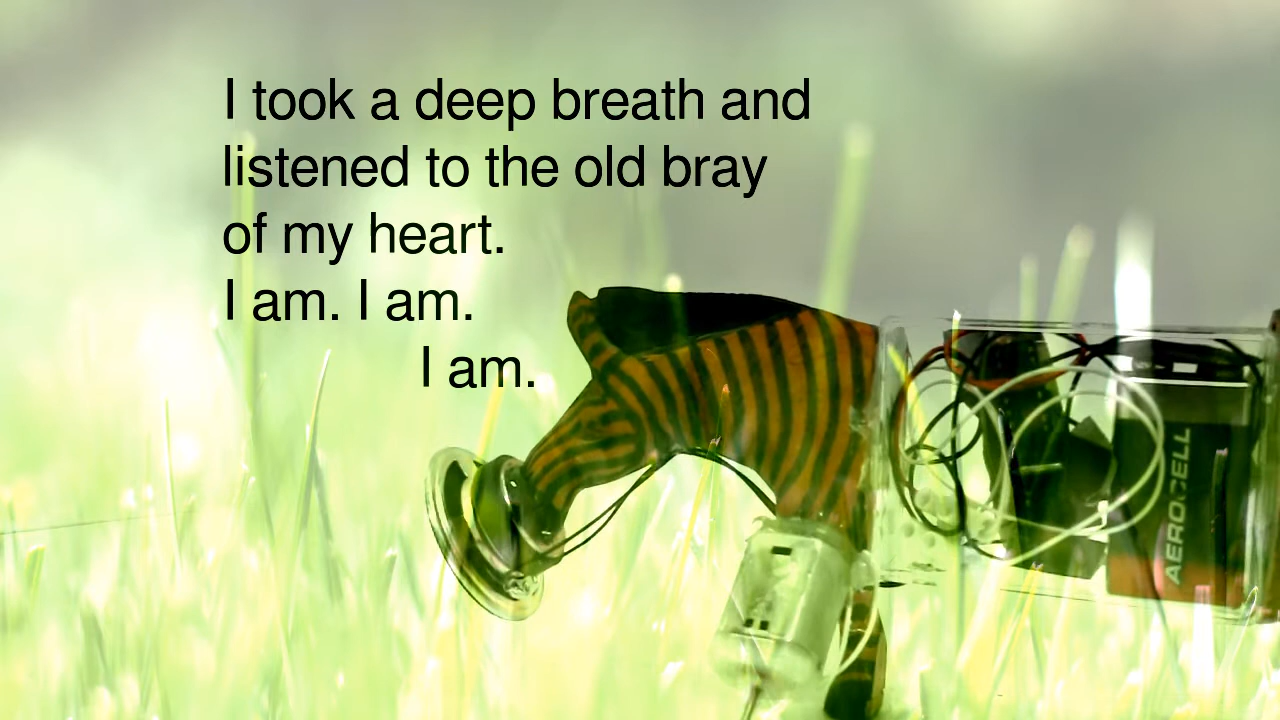 I took a deep breath and
listened to the old bray
of my heart.
I am. I am.
I am.
AEROCELL